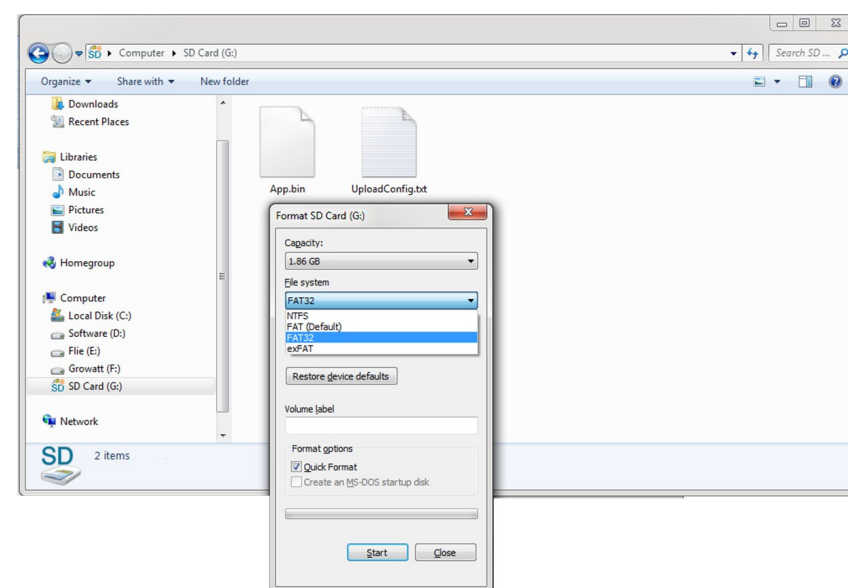 SD Computer SD Card (G:) Search SD ...
Organize Share with New folder
Downloads
Recent Places
Libraries
Documents
Music
Pictures
Videos
Homegroup
Computer
Local Disk (C:)
Software (D:)
Flie (E:)
Growatt (F:)
SD SD Card (G:)
Network
App.bin UploadConfig.txt
SD 2 items
Format SD Card (G:)
Capacity:
1.86 GB
File system
FAT32
NTFS
FAT (Default)
FAT32
exFAT
Restore device defaults
Volume label
Format options
Quick Format
Create an MS-DOS startup disk
Start Close